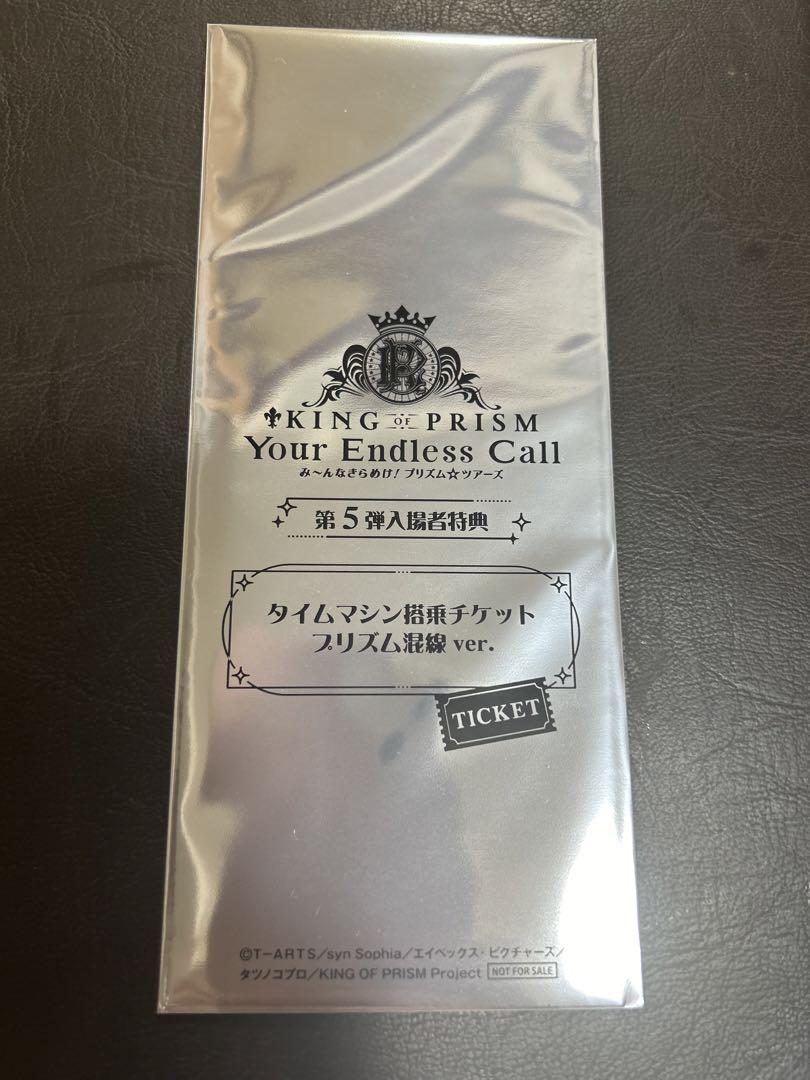 KING OF PRISM
Your Endless Call
み～んなきらめけ！プリズム☆ツアーズ
第5弾入場者特典
タイムマシン搭乗チケット
プリズム混線 ver.
TICKET
©T-ARTS／syn Sophia／エイベックス・ピクチャーズ／
タツノコプロ／KING OF PRISM Project NOT FOR SALE